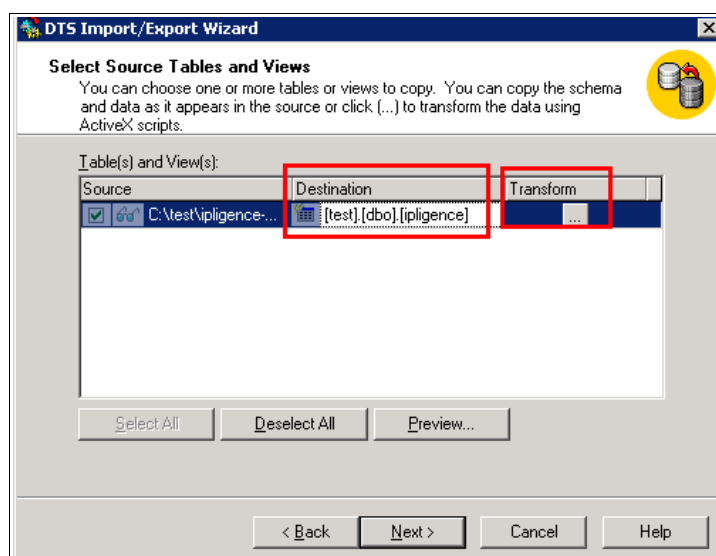 DTS Import/Export Wizard
Select Source Tables and Views
You can choose one or more tables or views to copy. You can copy the schema
and data as it appears in the source or click (...) to transform the data using
ActiveX scripts.
Table(s) and View(s):
Source Destination Transform
C:\test\ipligence-... [test].[dbo].[ipligence] ...
Select All Deselect All Preview...
< Back Next > Cancel Help